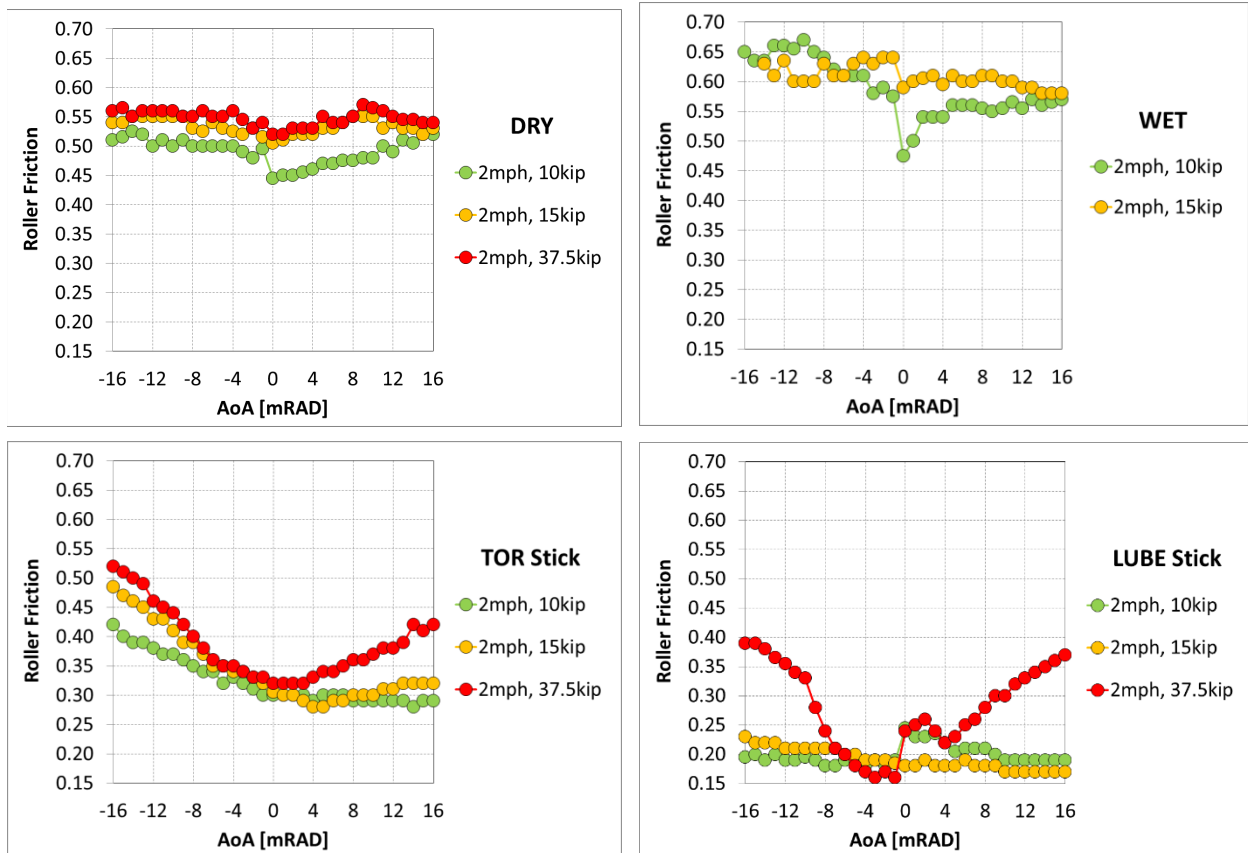 0.70
0.65
0.60
0.55
0.50
0.45
0.40
0.35
0.30
0.25
0.20
0.15
Roller Friction
-16 -12 -8 -4 0 4 8 12 16
AoA [mRAD]
DRY
2mph, 10kip
2mph, 15kip
2mph, 37.5kip
0.70
0.65
0.60
0.55
0.50
0.45
0.40
0.35
0.30
0.25
0.20
0.15
Roller Friction
-16 -12 -8 -4 0 4 8 12 16
AoA [mRAD]
WET
2mph, 10kip
2mph, 15kip
0.70
0.65
0.60
0.55
0.50
0.45
0.40
0.35
0.30
0.25
0.20
0.15
Roller Friction
-16 -12 -8 -4 0 4 8 12 16
AoA [mRAD]
TOR Stick
2mph, 10kip
2mph, 15kip
2mph, 37.5kip
0.70
0.65
0.60
0.55
0.50
0.45
0.40
0.35
0.30
0.25
0.20
0.15
Roller Friction
-16 -12 -8 -4 0 4 8 12 16
AoA [mRAD]
LUBE Stick
2mph, 10kip
2mph, 15kip
2mph, 37.5kip